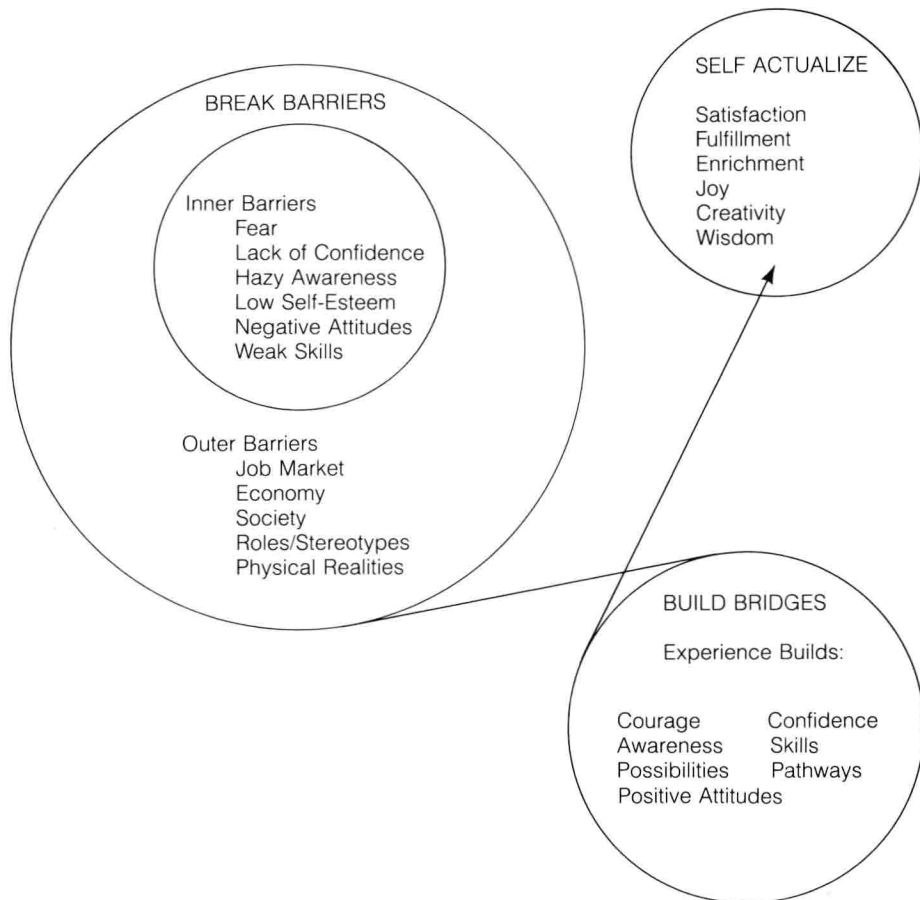 BREAK BARRIERS
Inner Barriers
Fear
Lack of Confidence
Hazy Awareness
Low Self-Esteem
Negative Attitudes
Weak Skills
Outer Barriers
Job Market
Economy
Society
Roles/Stereotypes
Physical Realities
SELF ACTUALIZE
Satisfaction
Fulfillment
Enrichment
Joy
Creativity
Wisdom
BUILD BRIDGES
Experience Builds:
Courage Confidence
Awareness Skills
Possibilities Pathways
Positive Attitudes